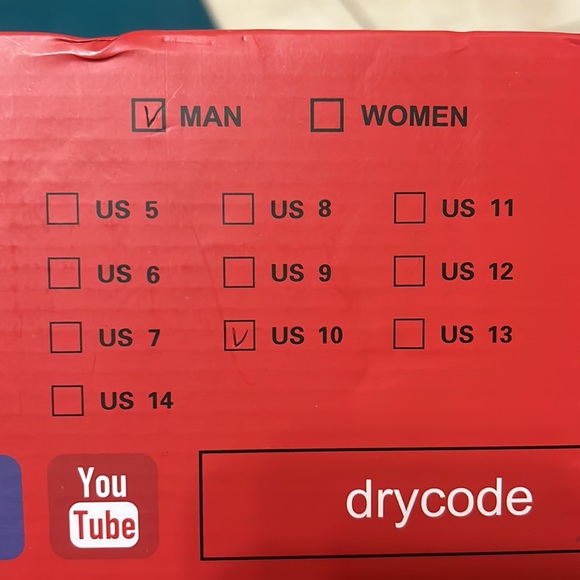 MAN WOMEN
US 5 US 8 US 11
US 6 US 9 US 12
US 7 US 10 US 13
US 14
You
Tube
drycode